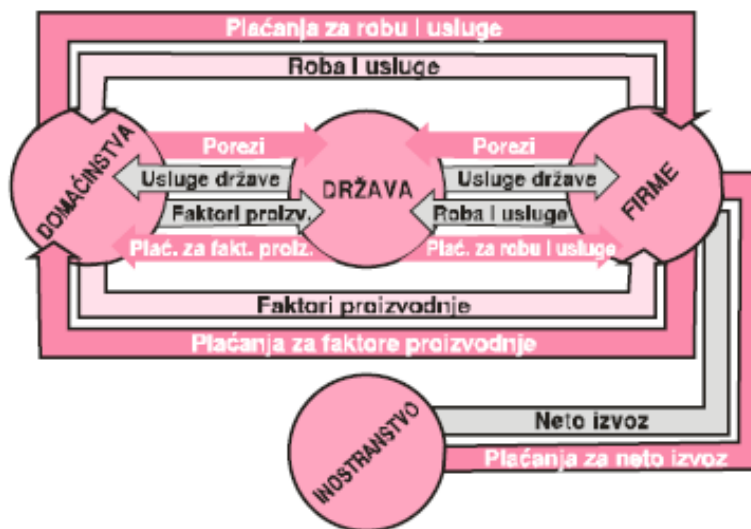 Plaćanja za robu I usluge
Roba I usluge
DOMAĆINSTVA
Porezi
Usluge države
Faktori proizv.
Plać. za fakt. proiz.
DRŽAVA
Porezi
Usluge države
Roba I usluge
Plać. za robu I usluge
FIRME
Faktori proizvodnje
Plaćanja za faktore proizvodnje
INOSTRANSTVO
Neto izvoz
Plaćanja za neto izvoz